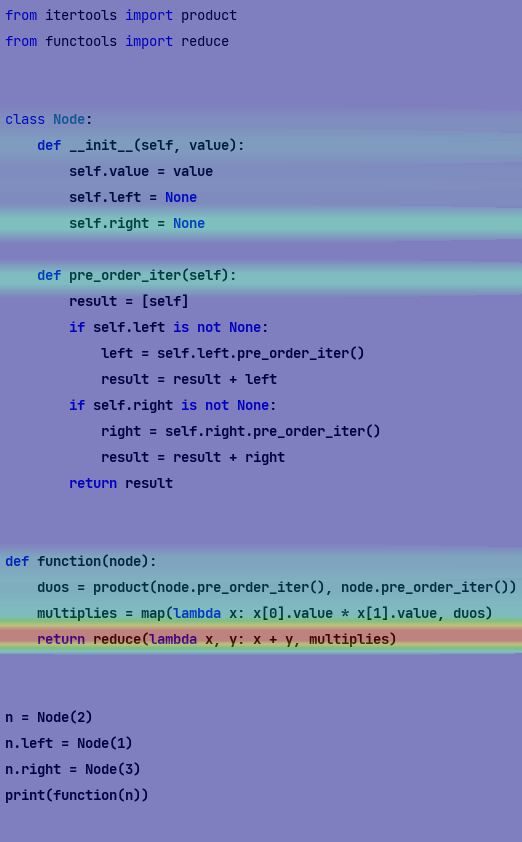 from itertools import product
from functools import reduce
class Node:
    def __init__(self, value):
        self.value = value
        self.left = None
        self.right = None
    def pre_order_iter(self):
        result = [self]
        if self.left is not None:
            left = self.left.pre_order_iter()
            result = result + left
        if self.right is not None:
            right = self.right.pre_order_iter()
            result = result + right
        return result
def function(node):
    duos = product(node.pre_order_iter(), node.pre_order_iter())
    multiplies = map(lambda x: x[0].value * x[1].value, duos)
    return reduce(lambda x, y: x + y, multiplies)
n = Node(2)
n.left = Node(1)
n.right = Node(3)
print(function(n))